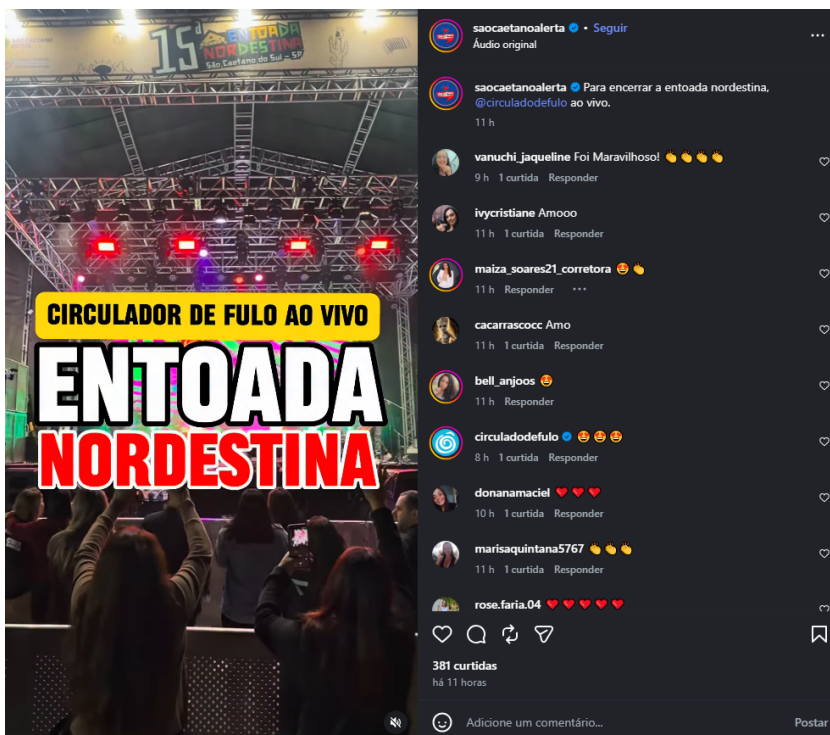 15ª ENTOADA
NORDESTINA
São Caetano do Sul - SP
CIRCULADOR DE FULO AO VIVO
ENTOADA
NORDESTINA
saocaetanoalerta • Seguir
Áudio original
saocaetanoalerta Para encerrar a entoada nordestina,
@circuladodefulo ao vivo.
11 h
vanuchi_jaqueline Foi Maravilhoso! 👏👏👏👏
9 h 1 curtida Responder
ivycristiane Amooo
11 h 1 curtida Responder
maiza_soares21_corretora 🤩👏
11 h Responder
cacarrascocc Amo
11 h 1 curtida Responder
bell_anjoos 🤩
11 h Responder
circuladodefulo 🤩🤩🤩
8 h 1 curtida Responder
donanamaciel ❤️❤️❤️
10 h 1 curtida Responder
marisaquintana5767 👏👏👏
11 h 1 curtida Responder
rose.faria.04 ❤️❤️❤️❤️❤️
381 curtidas
há 11 horas
Adicione um comentário...
Postar